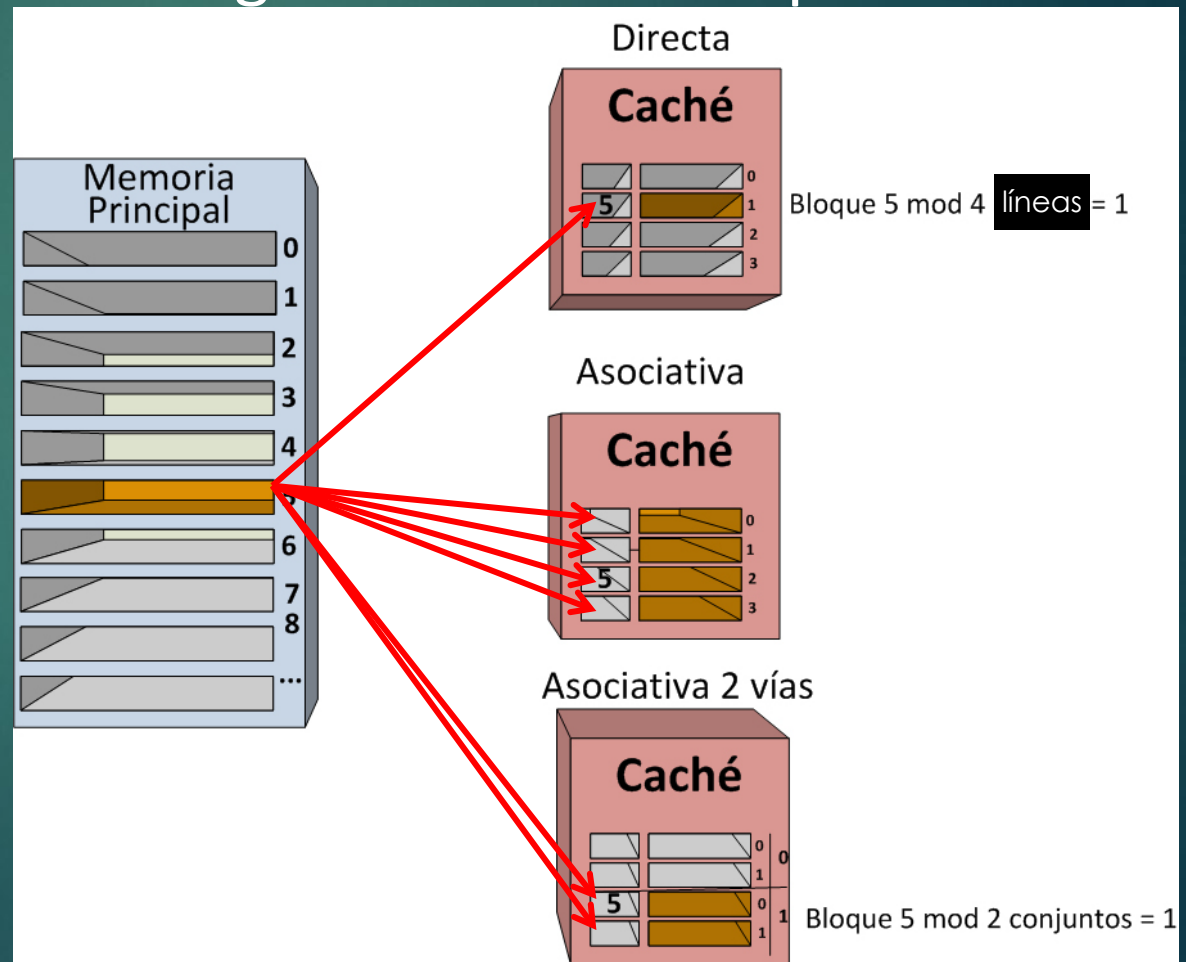 Directa
Caché
0
5 1
2
3
Bloque 5 mod 4 líneas = 1
Memoria
Principal
0
1
2
3
4
5
6
7
8
...
Asociativa
Caché
0
1
5 2
3
Asociativa 2 vías
Caché
0
1
0
5 0
1
1
Bloque 5 mod 2 conjuntos = 1